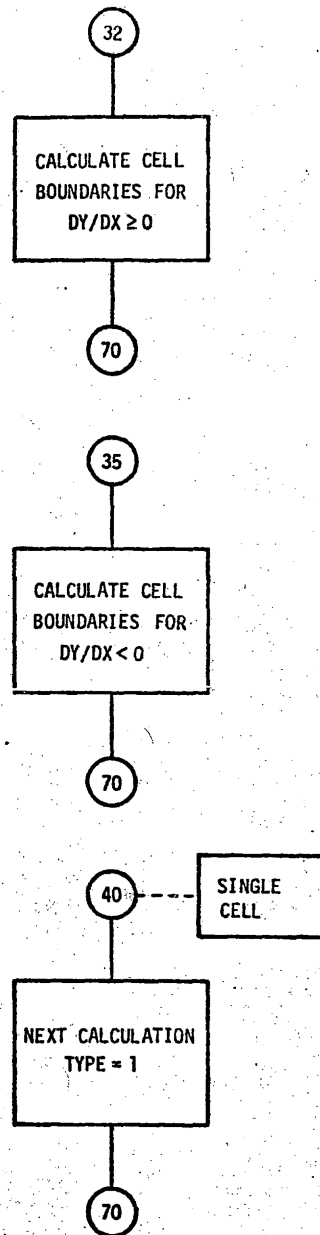 32
CALCULATE CELL
BOUNDARIES FOR
DY/DX ≥ 0
70
35
CALCULATE CELL
BOUNDARIES FOR
DY/DX < 0
70
40
SINGLE
CELL
NEXT CALCULATION
TYPE = 1
70